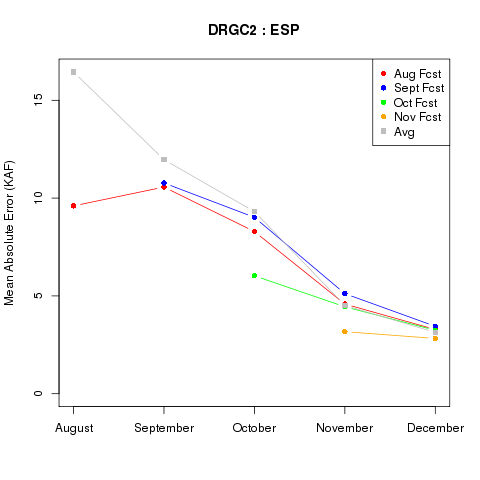 DRGC2 : ESP
Aug Fcst
Sept Fcst
Oct Fcst
Nov Fcst
Avg
Mean Absolute Error (KAF)
15
10
5
0
August September October November December